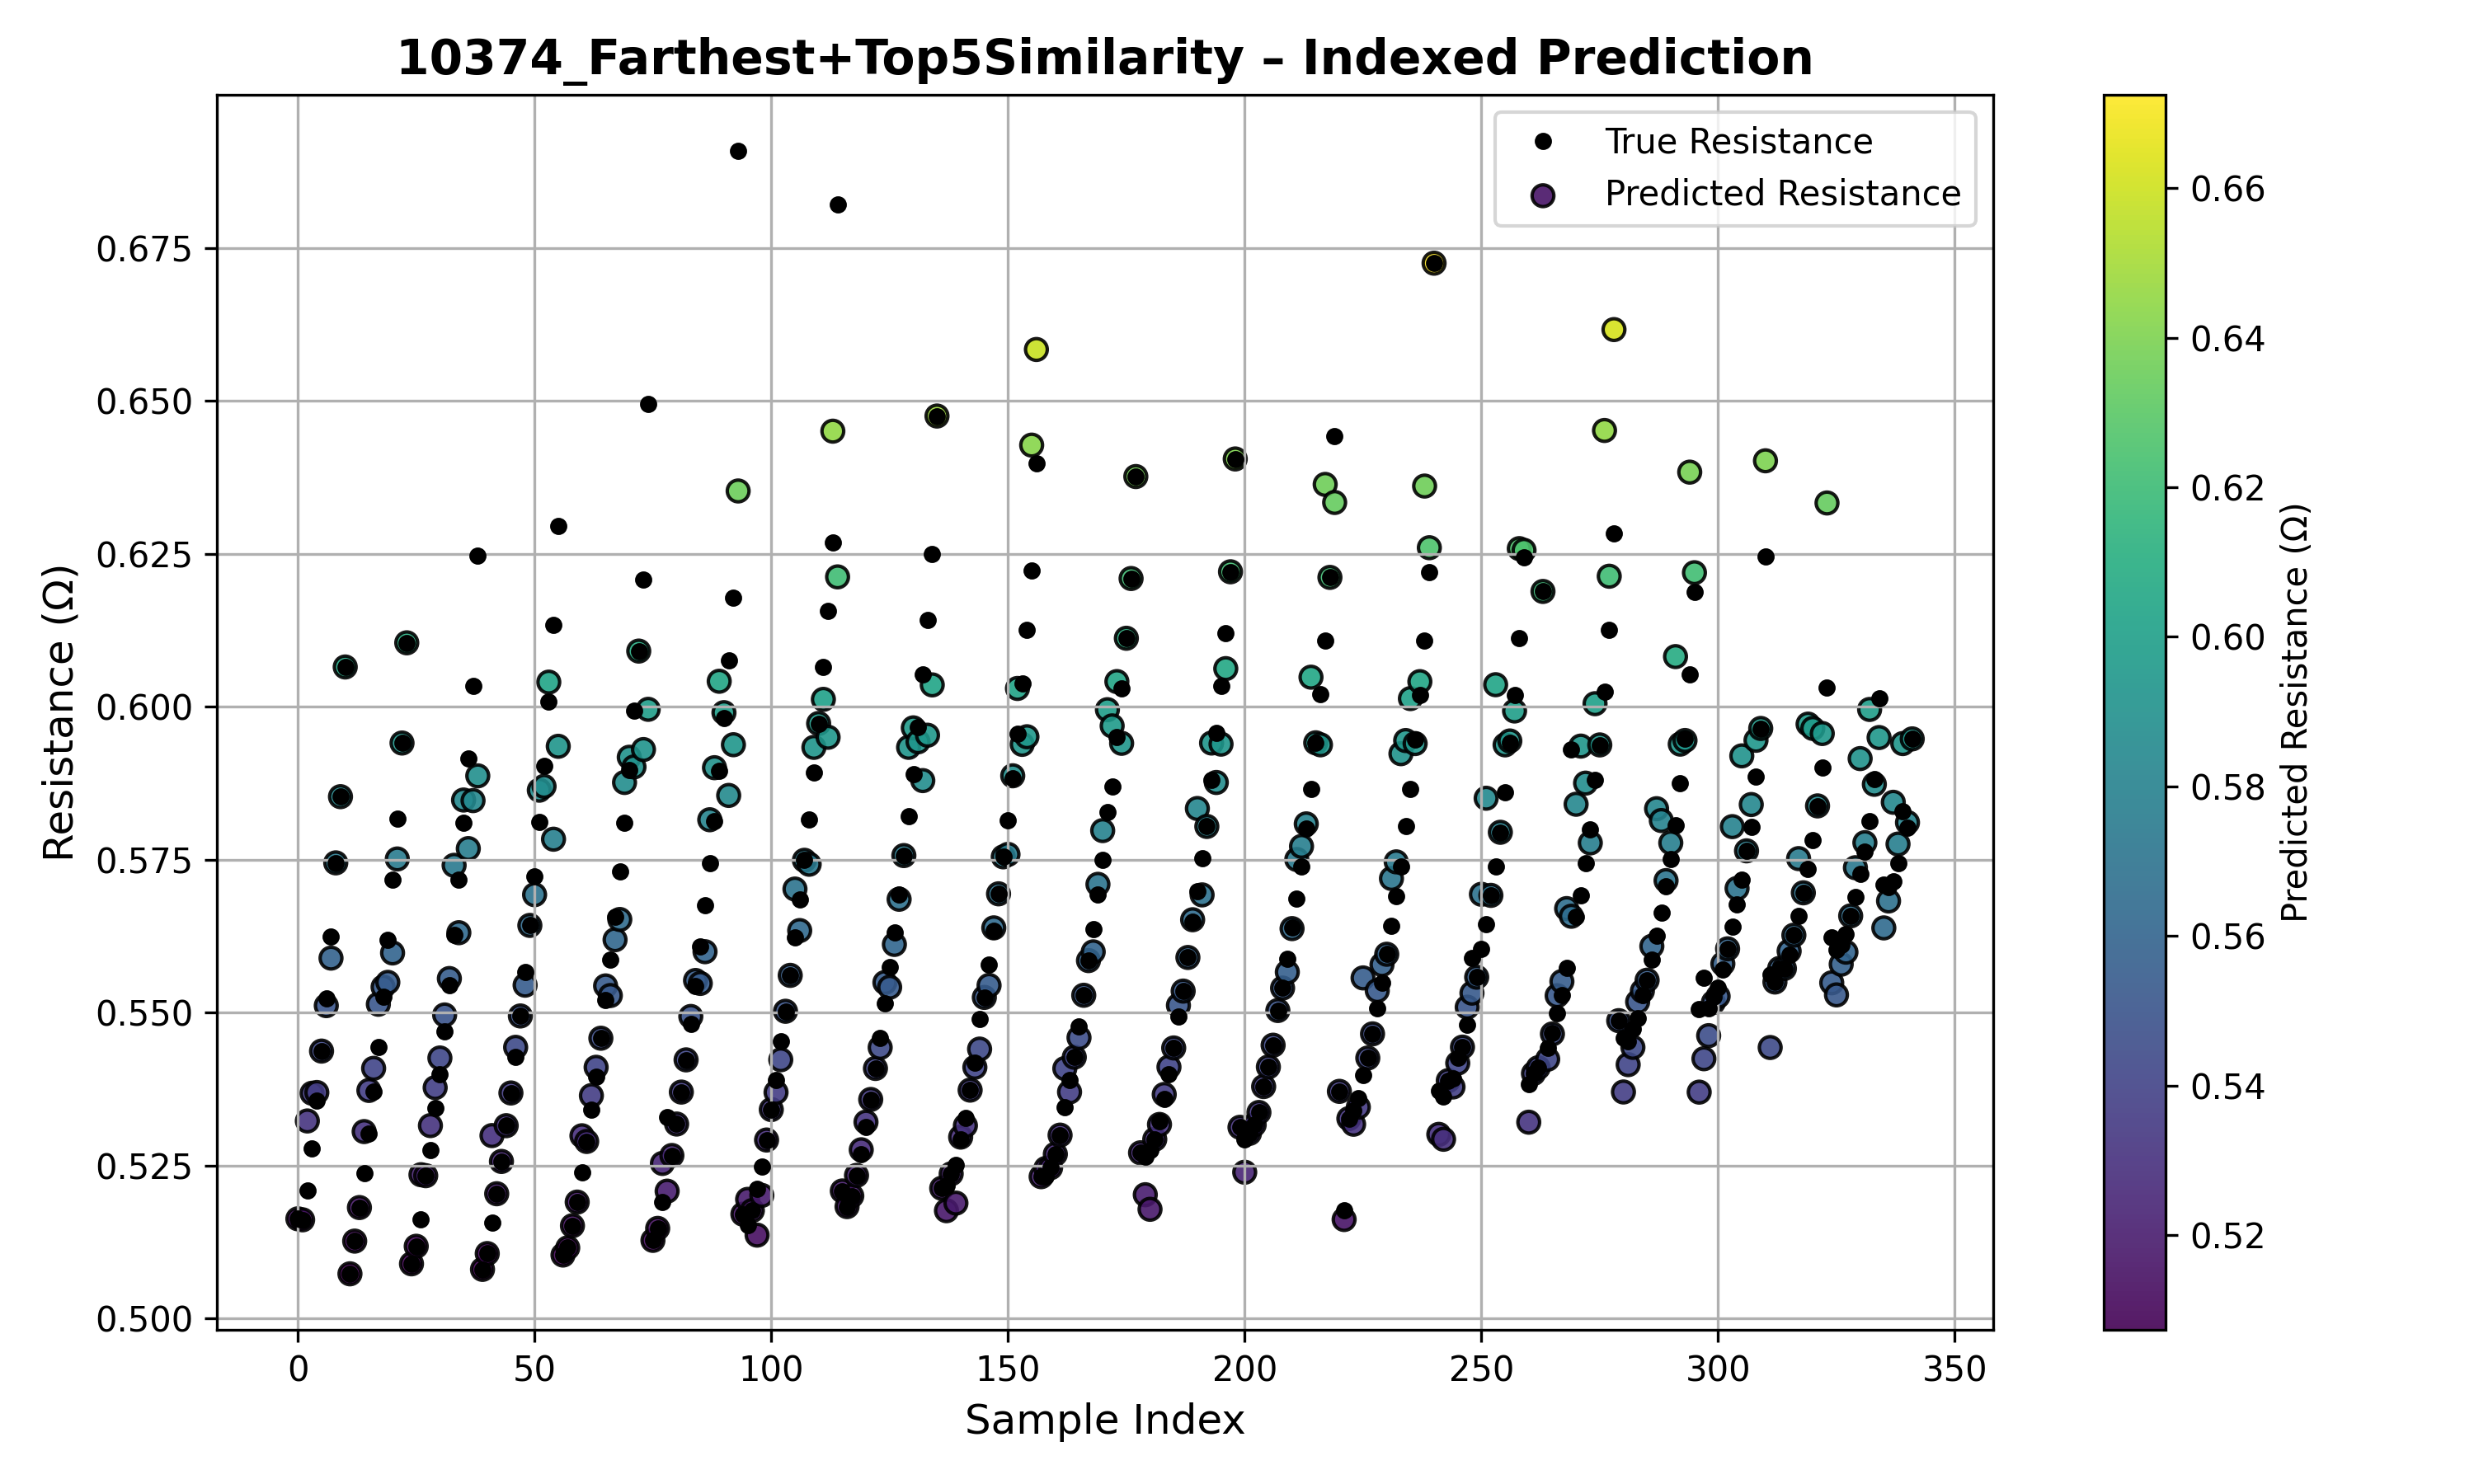 10374_Farthest+Top5Similarity – Indexed Prediction
True Resistance
Predicted Resistance
Resistance (Ω)
0.675
0.650
0.625
0.600
0.575
0.550
0.525
0.500
0 50 100 150 200 250 300 350
Sample Index
0.66
0.64
0.62
0.60
0.58
0.56
0.54
0.52
Predicted Resistance (Ω)